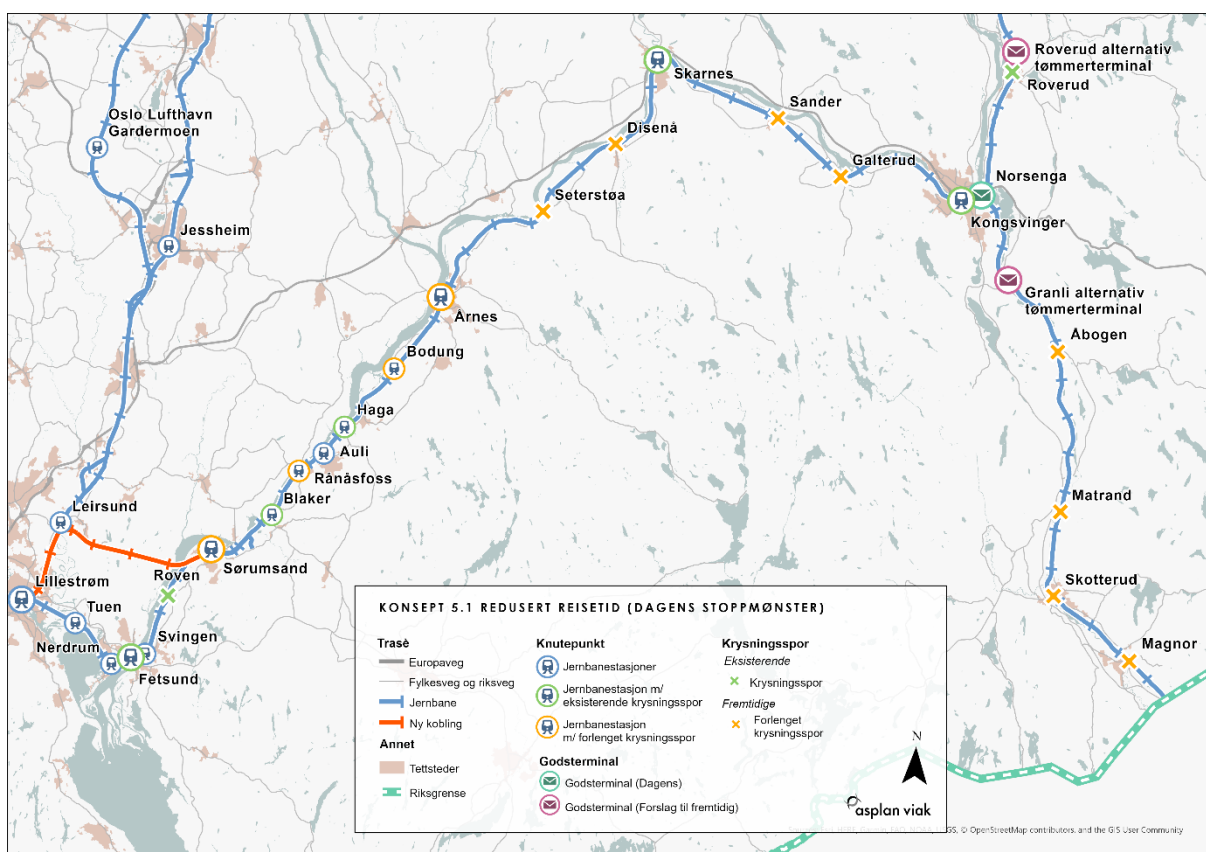 Oslo Lufthavn
Gardermoen
Jessheim
Leirsund
Lillestrøm
Tuen
Nerdrum
Fetsund
Svingen
Roven
Sørumsand
Blaker
Rånåsfoss
Auli
Haga
Bodung
Årnes
Seterstøa
Disenå
Skarnes
Sander
Galterud
Roverud alternativ
tømmerterminal
Roverud
Norsenga
Kongsvinger
Granli alternativ
tømmerterminal
Åbogen
Matrand
Skotterud
Magnor
KONSEPT 5.1 REDUSERT REISETID (DAGENS STOPPMØNSTER)
Trasè
Europaveg
Fylkesveg og riksveg
Jernbane
Ny kobling
Annet
Tettsteder
Riksgrense
Knutepunkt
Jernbanestasjoner
Jernbanestasjon m/
eksisterende krysningsspor
Jernbanestasjon
m/ forlenget krysningsspor
Godsterminal
Godsterminal (Dagens)
Godsterminal (Forslag til fremtidig)
Krysningsspor
Eksisterende
Krysningsspor
Fremtidige
Forlenget
krysningsspor
N
asplan viak
© OpenStreetMap contributors, and the GIS User Community